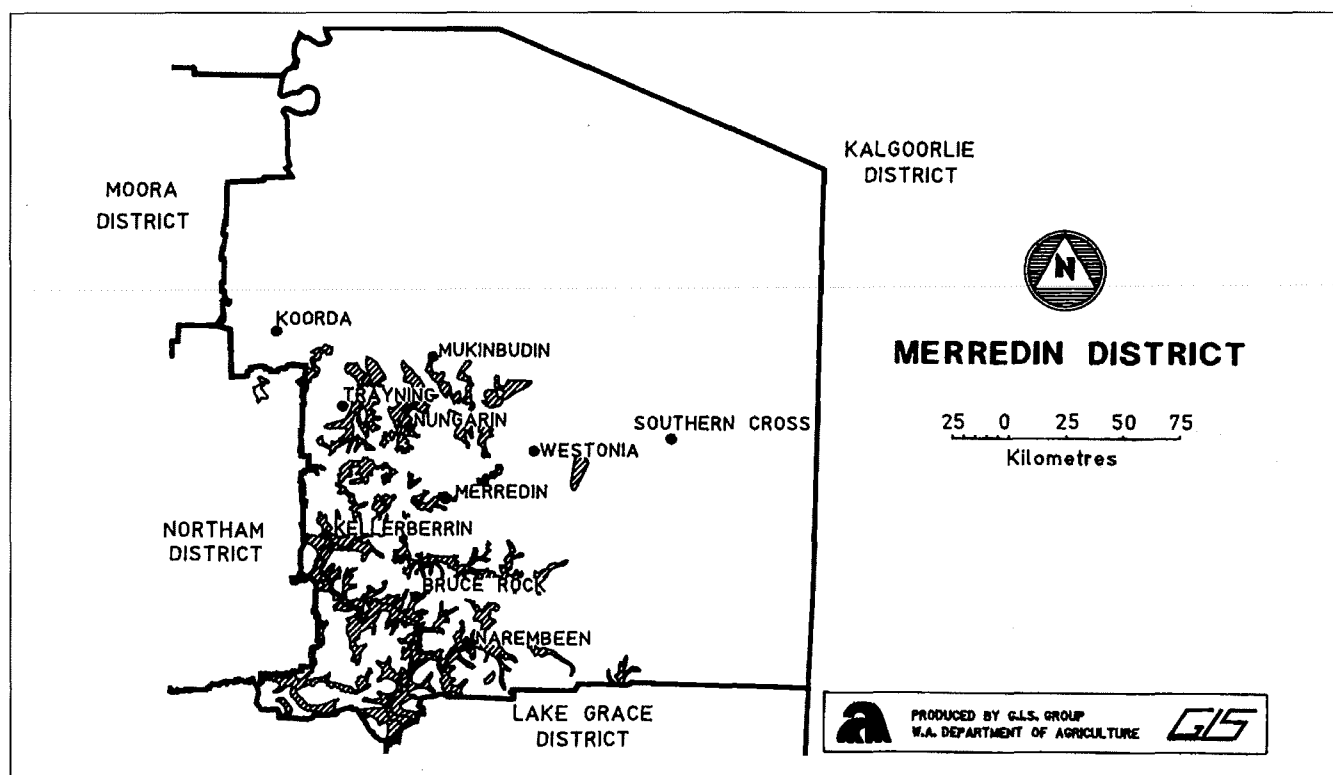 KALGOORLIE
DISTRICT
MOORA
DISTRICT
N
KOORDA
MERREDIN DISTRICT
MUKINBUDIN
TRAYNING
NUNGARIN
SOUTHERN CROSS
25 0 25 50 75
Kilometres
WESTONIA
MERREDIN
NORTHAM
DISTRICT
KELLERBERRIN
BRUCE ROCK
NAREMBEEN
LAKE GRACE
DISTRICT
PRODUCED BY G.I.S. GROUP
W.A. DEPARTMENT OF AGRICULTURE
GIS